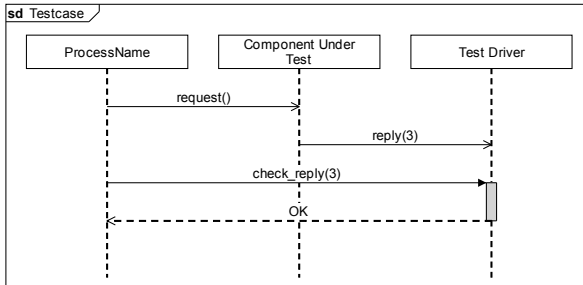 sd Testcase
ProcessName
Component Under
Test
Test Driver
request()
reply(3)
check_reply(3)
OK